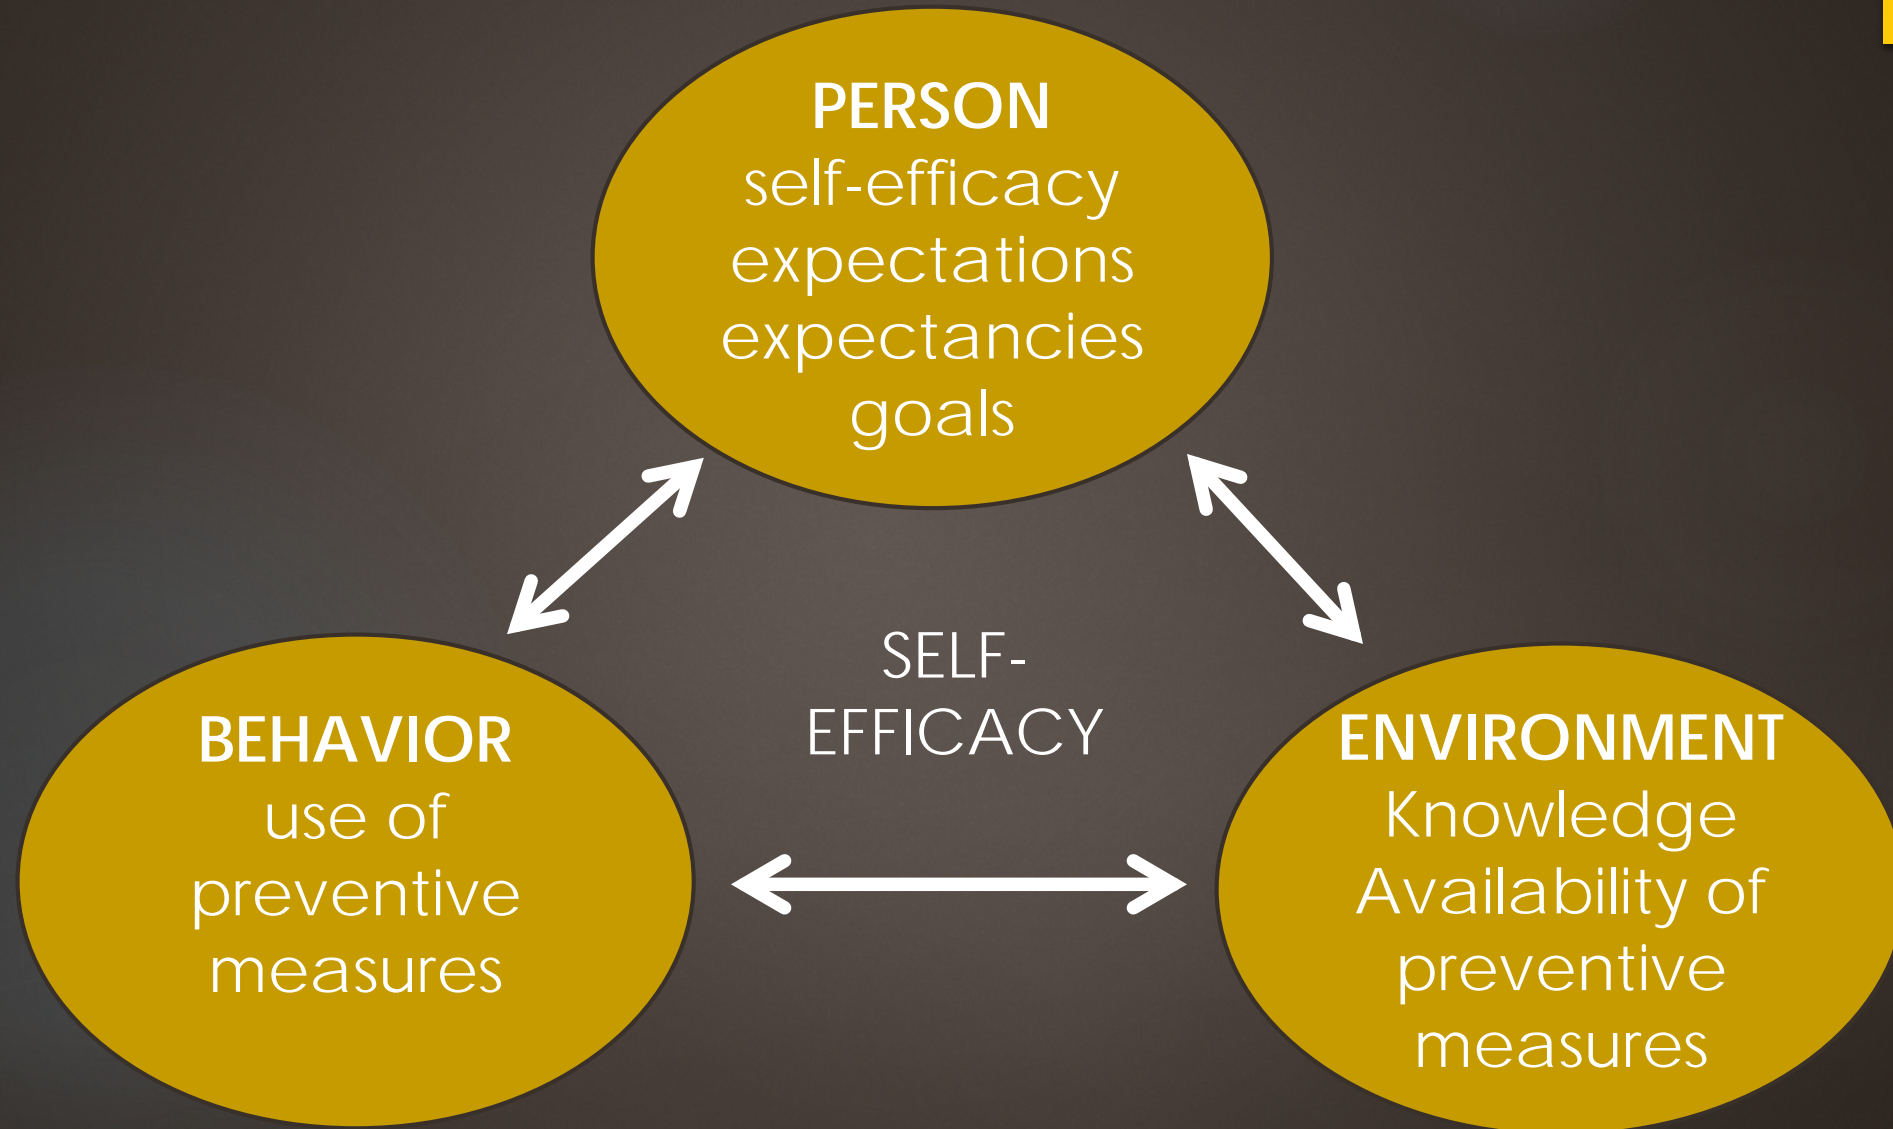 PERSON
self-efficacy
expectations
expectancies
goals
SELF-
EFFICACY
BEHAVIOR
use of
preventive
measures
ENVIRONMENT
Knowledge
Availability of
preventive
measures